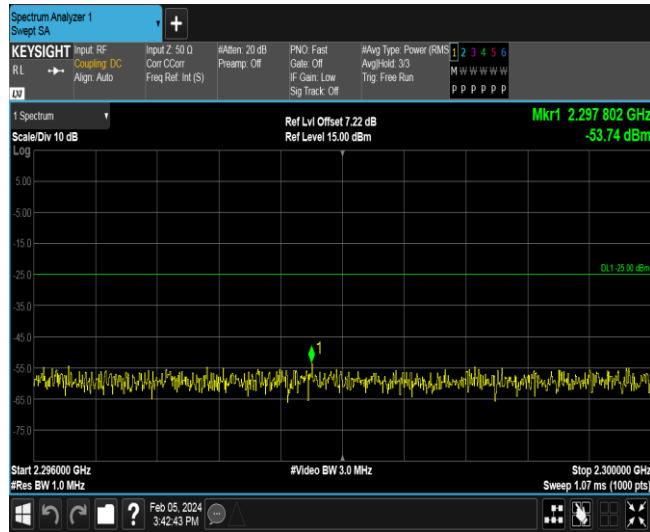 Spectrum Analyzer 1
Swept SA
KEYSIGHT
RL
LXI
Input: RF
Coupling: DC
Align: Auto
Input Z: 50 Ω
Corr CCorr
Freq Ref: Int (S)
#Atten: 20 dB
Preamp: Off
PNO: Fast
Gate: Off
IF Gain: Low
Sig Track: Off
#Avg Type: Power (RMS
Avg|Hold: 3/3
Trig: Free Run
1 2 3 4 5 6
M W W W W W
P P P P P P
1 Spectrum
Scale/Div 10 dB
Log
Ref Lvl Offset 7.22 dB
Ref Level 15.00 dBm
Mkr1 2.297 802 GHz
-53.74 dBm
5.00
-5.00
-15.0
-25.0
DL1 -25.00 dBm
-35.0
-45.0
1
-55.0
-65.0
-75.0
Start 2.296000 GHz
#Video BW 3.0 MHz
Stop 2.300000 GHz
#Res BW 1.0 MHz
Sweep 1.07 ms (1000 pts)
?
Feb 05, 2024
3:42:43 PM